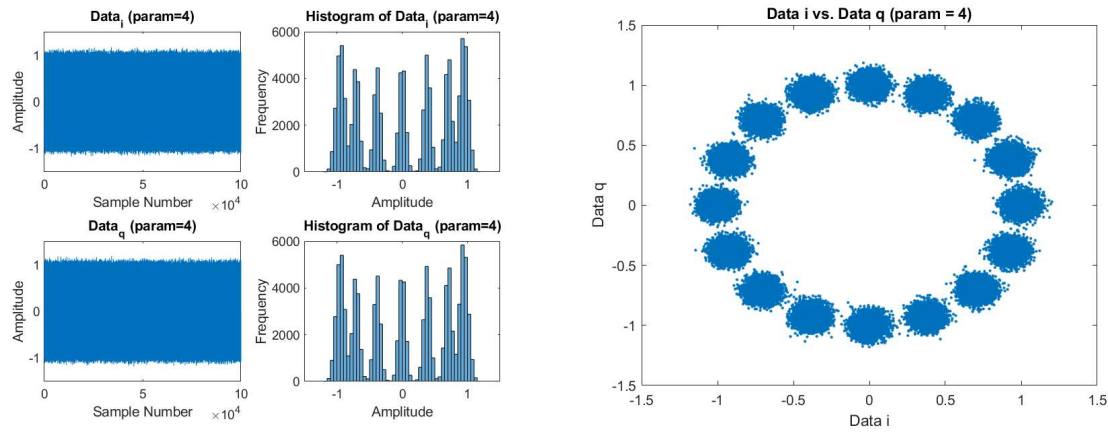 Data_i (param=4)
Amplitude
1
0
-1
0
5
10
Sample Number
×10^4
Histogram of Data_i (param=4)
Frequency
6000
4000
2000
0
-1
0
1
Amplitude
Data_q (param=4)
Amplitude
1
0
-1
0
5
10
Sample Number
×10^4
Histogram of Data_q (param=4)
Frequency
6000
4000
2000
0
-1
0
1
Amplitude
Data i vs. Data q (param = 4)
Data q
1.5
1
0.5
0
-0.5
-1
-1.5
-1.5
-1
-0.5
0
0.5
1
1.5
Data i